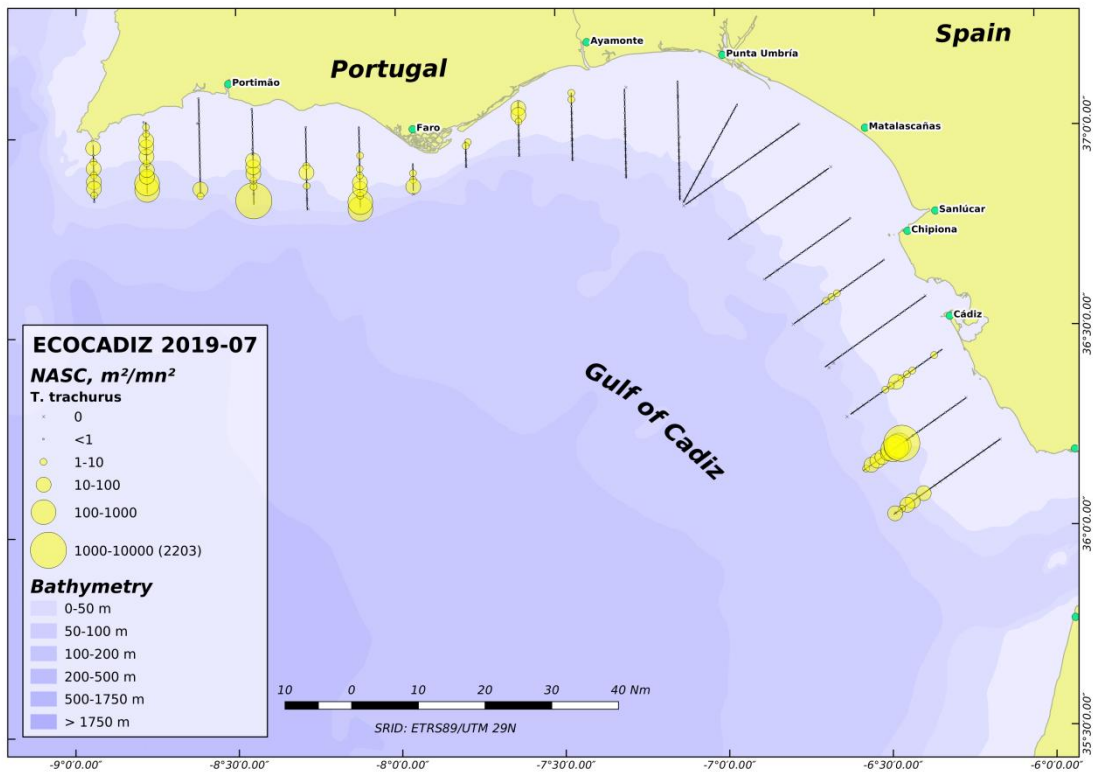 Spain
Portugal
Ayamonte
Punta Umbría
Portimão
Faro
Matalascañas
Sanlúcar
Chipiona
Cádiz
Gulf of Cadiz
ECOCADIZ 2019-07
NASC, m²/mn²
T. trachurus
0
<1
1-10
10-100
100-1000
1000-10000 (2203)
Bathymetry
0-50 m
50-100 m
100-200 m
200-500 m
500-1750 m
> 1750 m
10 0 10 20 30 40 Nm
SRID: ETRS89/UTM 29N
37°0'0.00"
36°30'0.00"
36°0'0.00"
35°30'0.00"
-9°0'0.00" -8°30'0.00" -8°0'0.00" -7°30'0.00" -7°0'0.00" -6°30'0.00" -6°0'0.00"